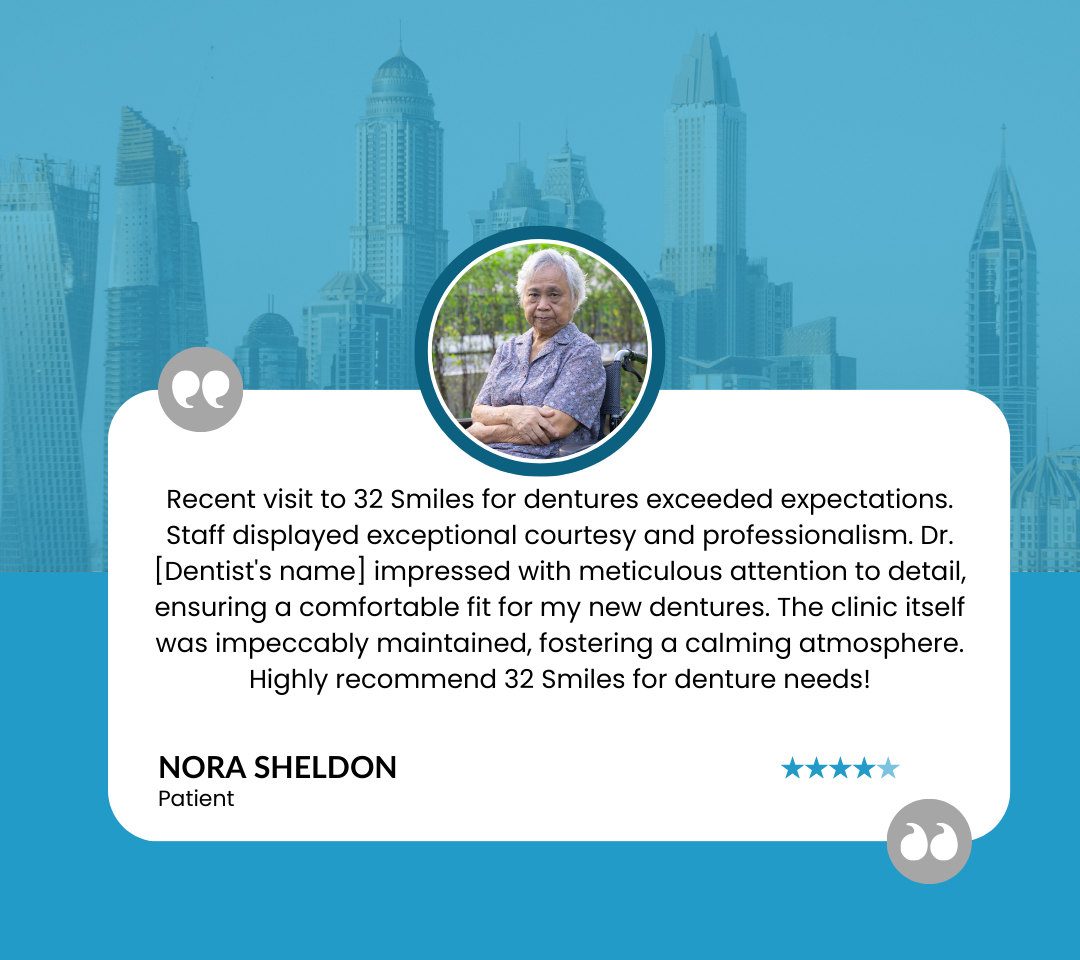 Recent visit to 32 Smiles for dentures exceeded expectations.
Staff displayed exceptional courtesy and professionalism. Dr.
[Dentist's name] impressed with meticulous attention to detail,
ensuring a comfortable fit for my new dentures. The clinic itself
was impeccably maintained, fostering a calming atmosphere.
Highly recommend 32 Smiles for denture needs!
NORA SHELDON
Patient